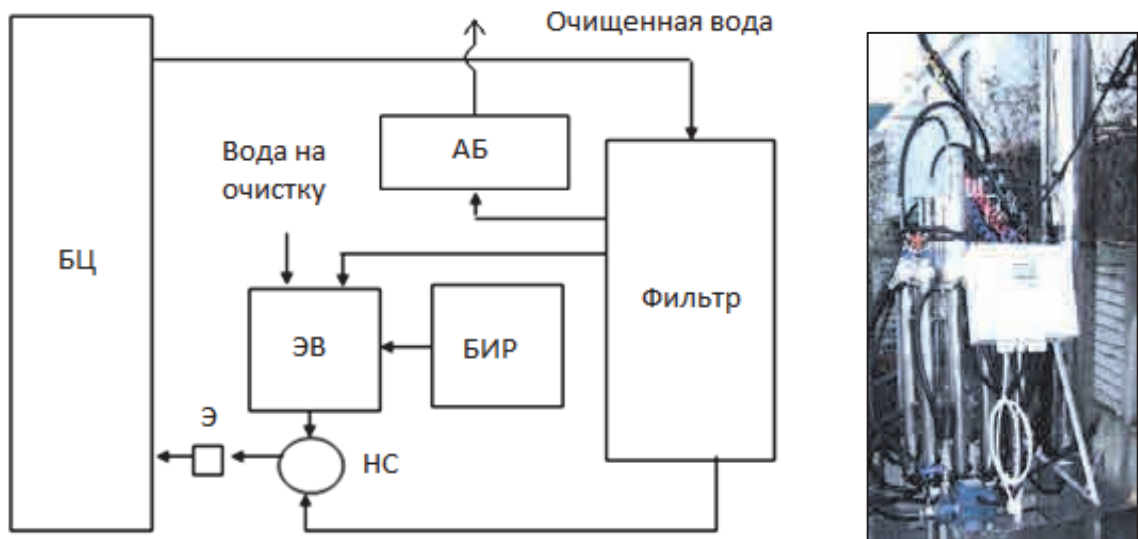 Очищенная вода
АБ
Вода на
очистку
БЦ
Фильтр
ЭВ
БИР
Э
НС